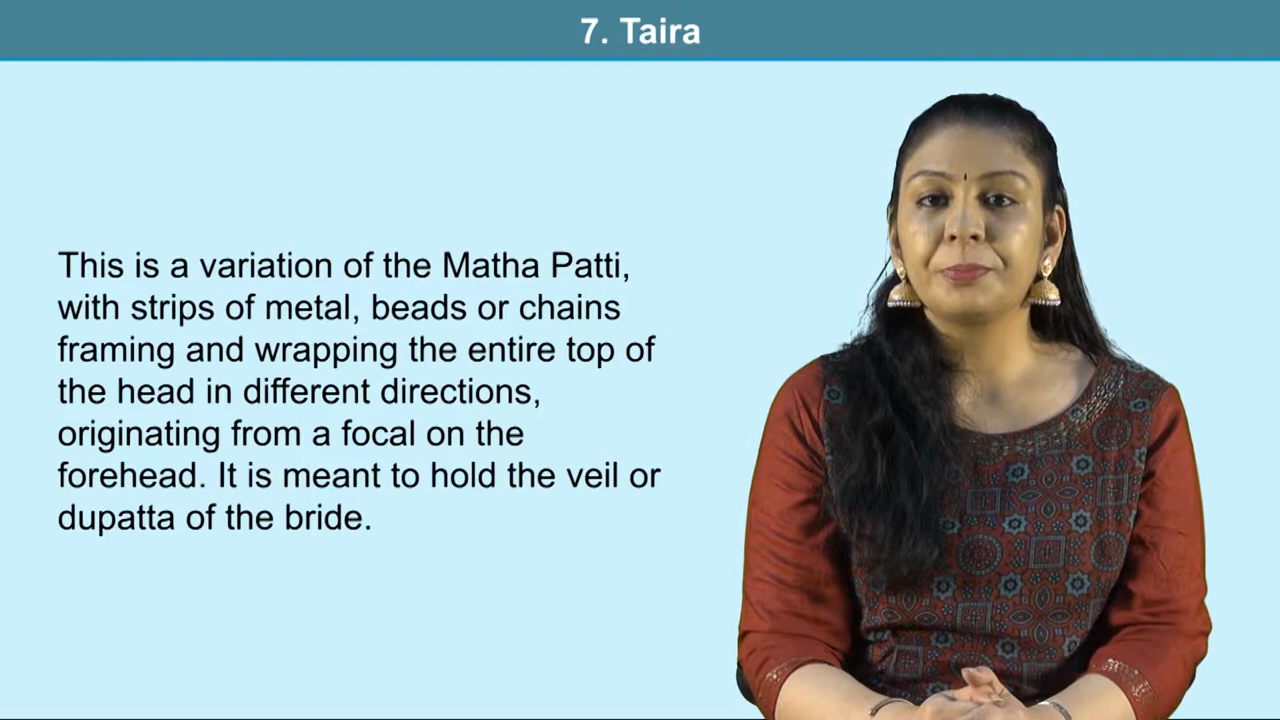 7. Taira
This is a variation of the Matha Patti,
with strips of metal, beads or chains
framing and wrapping the entire top of
the head in different directions,
originating from a focal on the
forehead. It is meant to hold the veil or
dupatta of the bride.